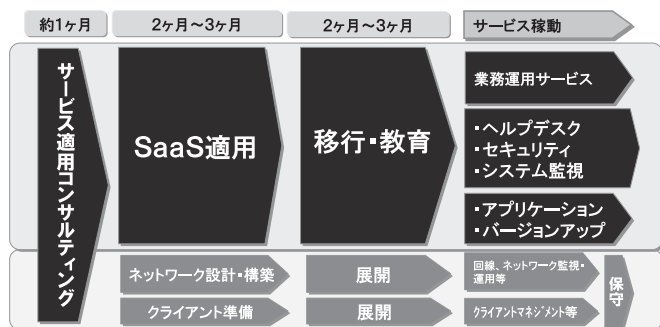 約1ヶ月
2ヶ月～3ヶ月
2ヶ月～3ヶ月
サービス稼動
サービス適用コンサルティング
SaaS適用
移行・教育
業務運用サービス
・ヘルプデスク
・セキュリティ
・システム監視
・アプリケーション
・バージョンアップ
ネットワーク設計・構築
展開
回線、ネットワーク監視・
運用等
クライアント準備
展開
クライアントマネジメント等
保守